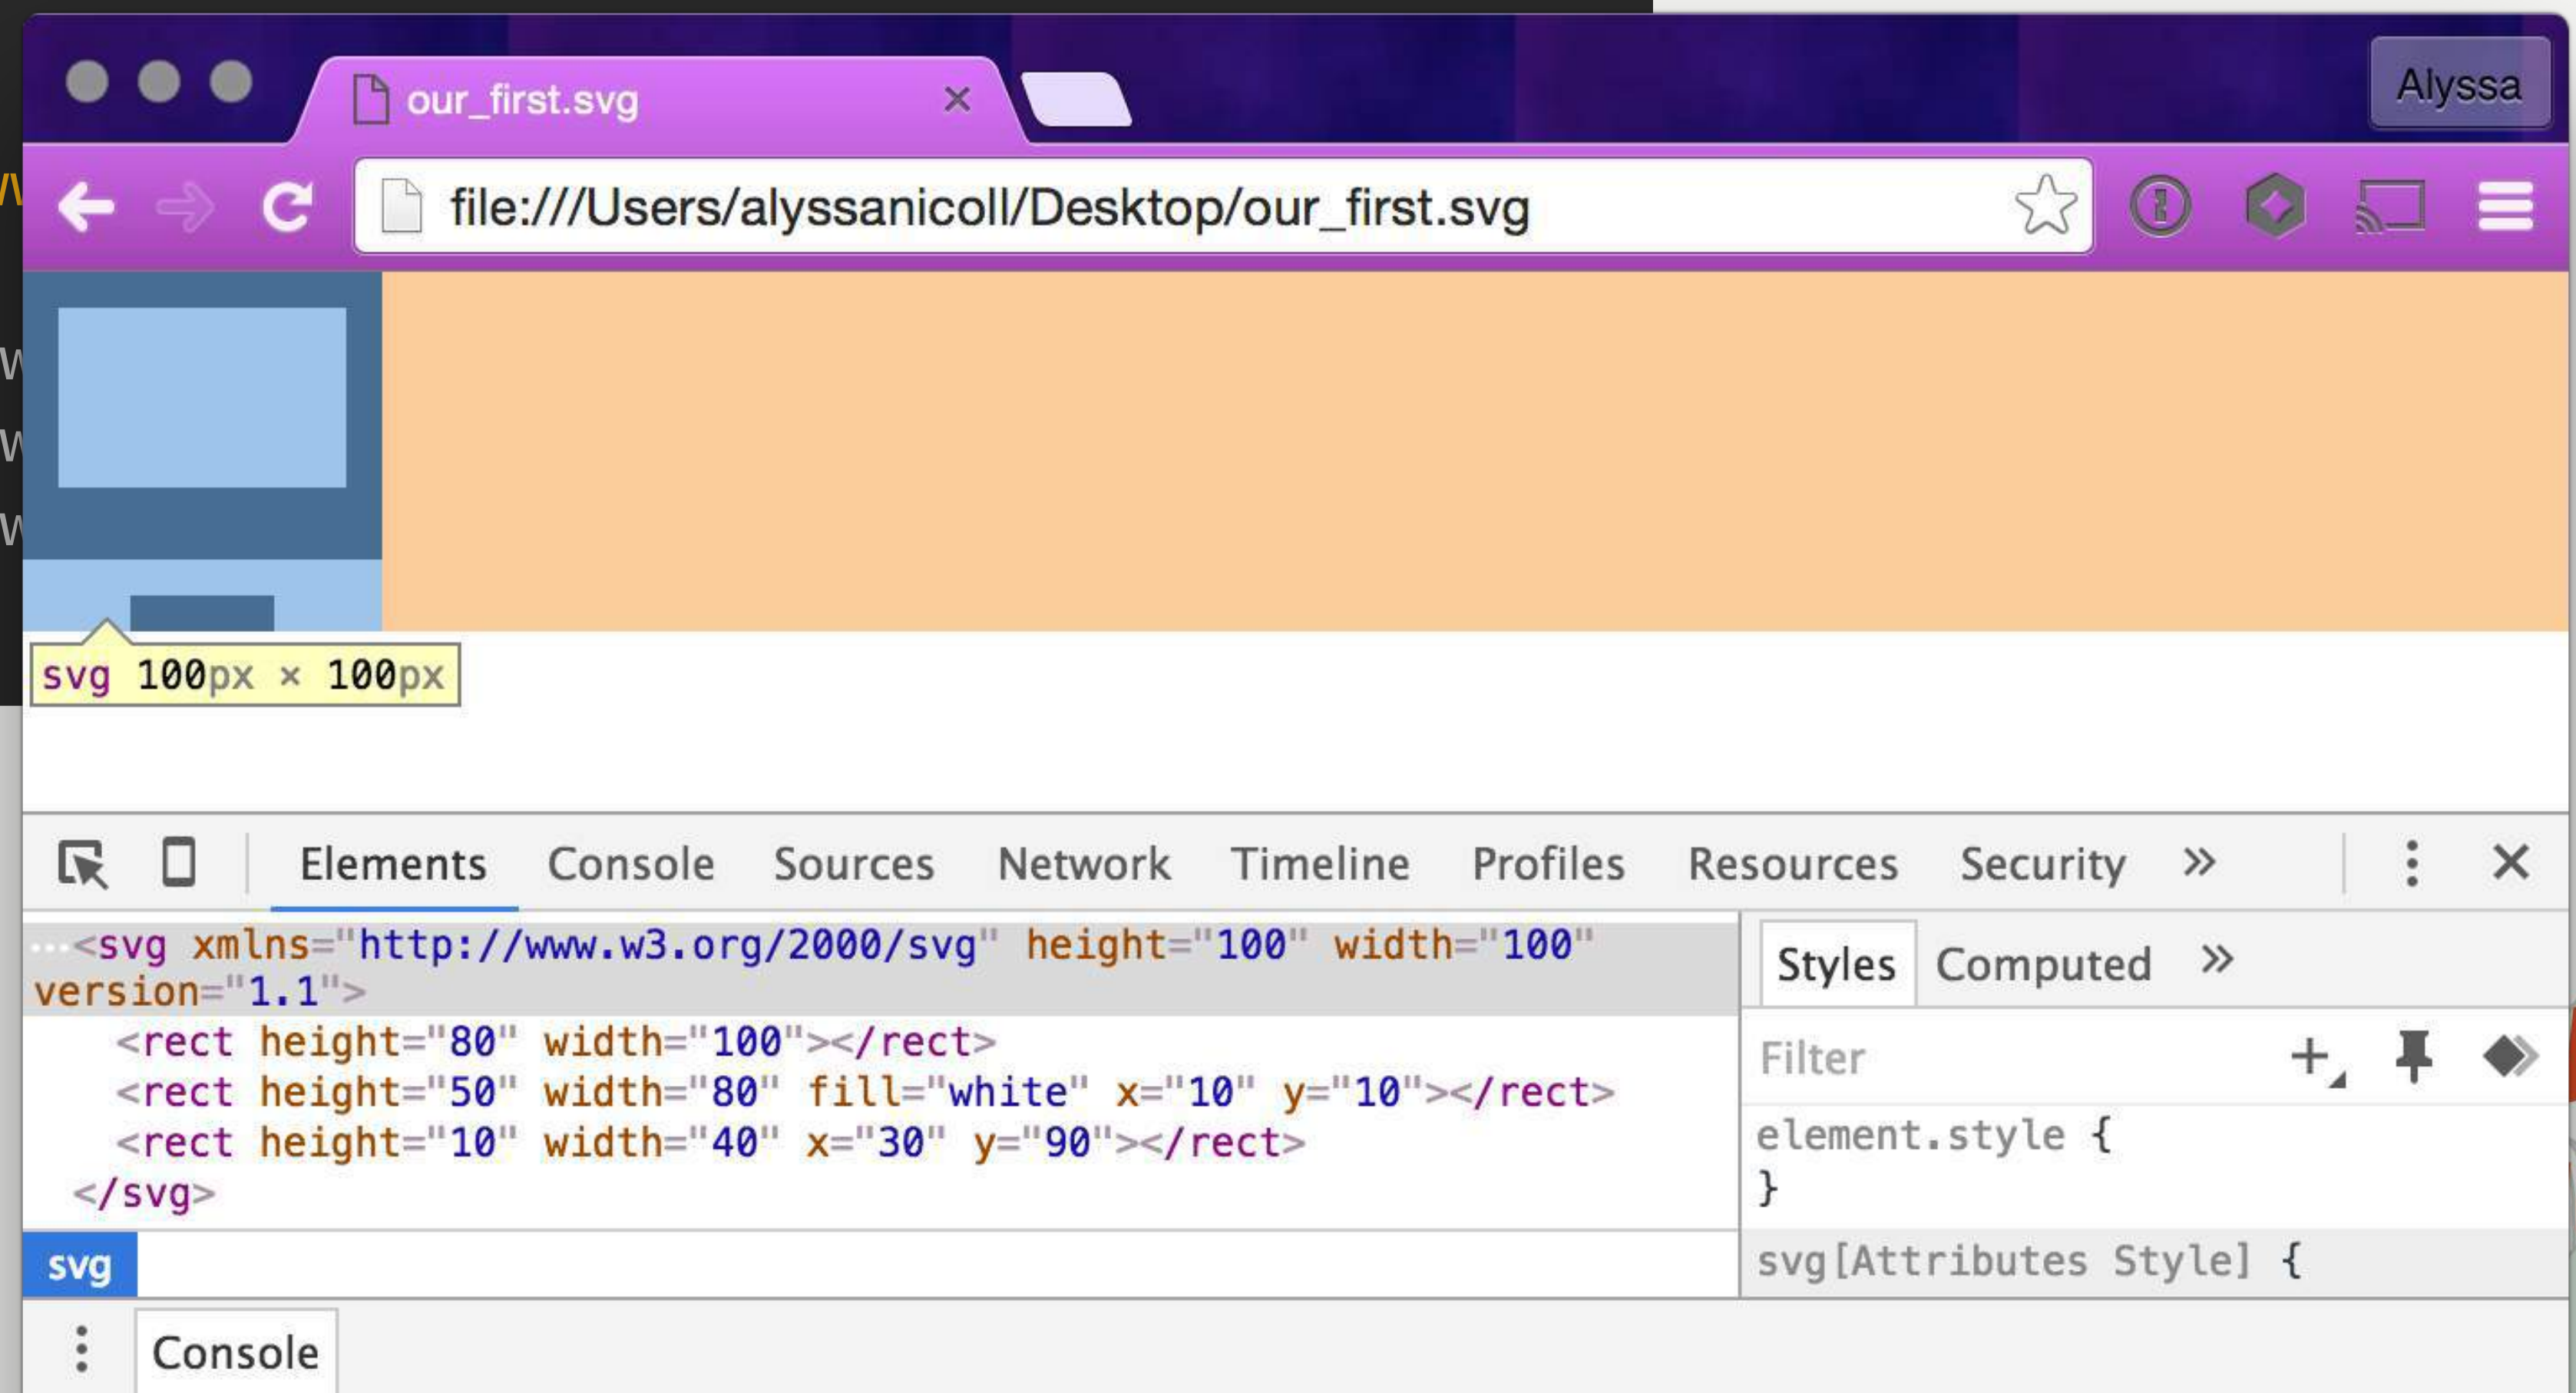 our_first.svg
Alyssa
file:///Users/alyssanicoll/Desktop/our_first.svg
svg 100px × 100px
Elements Console Sources Network Timeline Profiles Resources Security »
…<svg xmlns="http://www.w3.org/2000/svg" height="100" width="100"
version="1.1">
<rect height="80" width="100"></rect>
<rect height="50" width="80" fill="white" x="10" y="10"></rect>
<rect height="10" width="40" x="30" y="90"></rect>
</svg>
svg
Styles Computed »
Filter
element.style {
}
svg[Attributes Style] {
Console